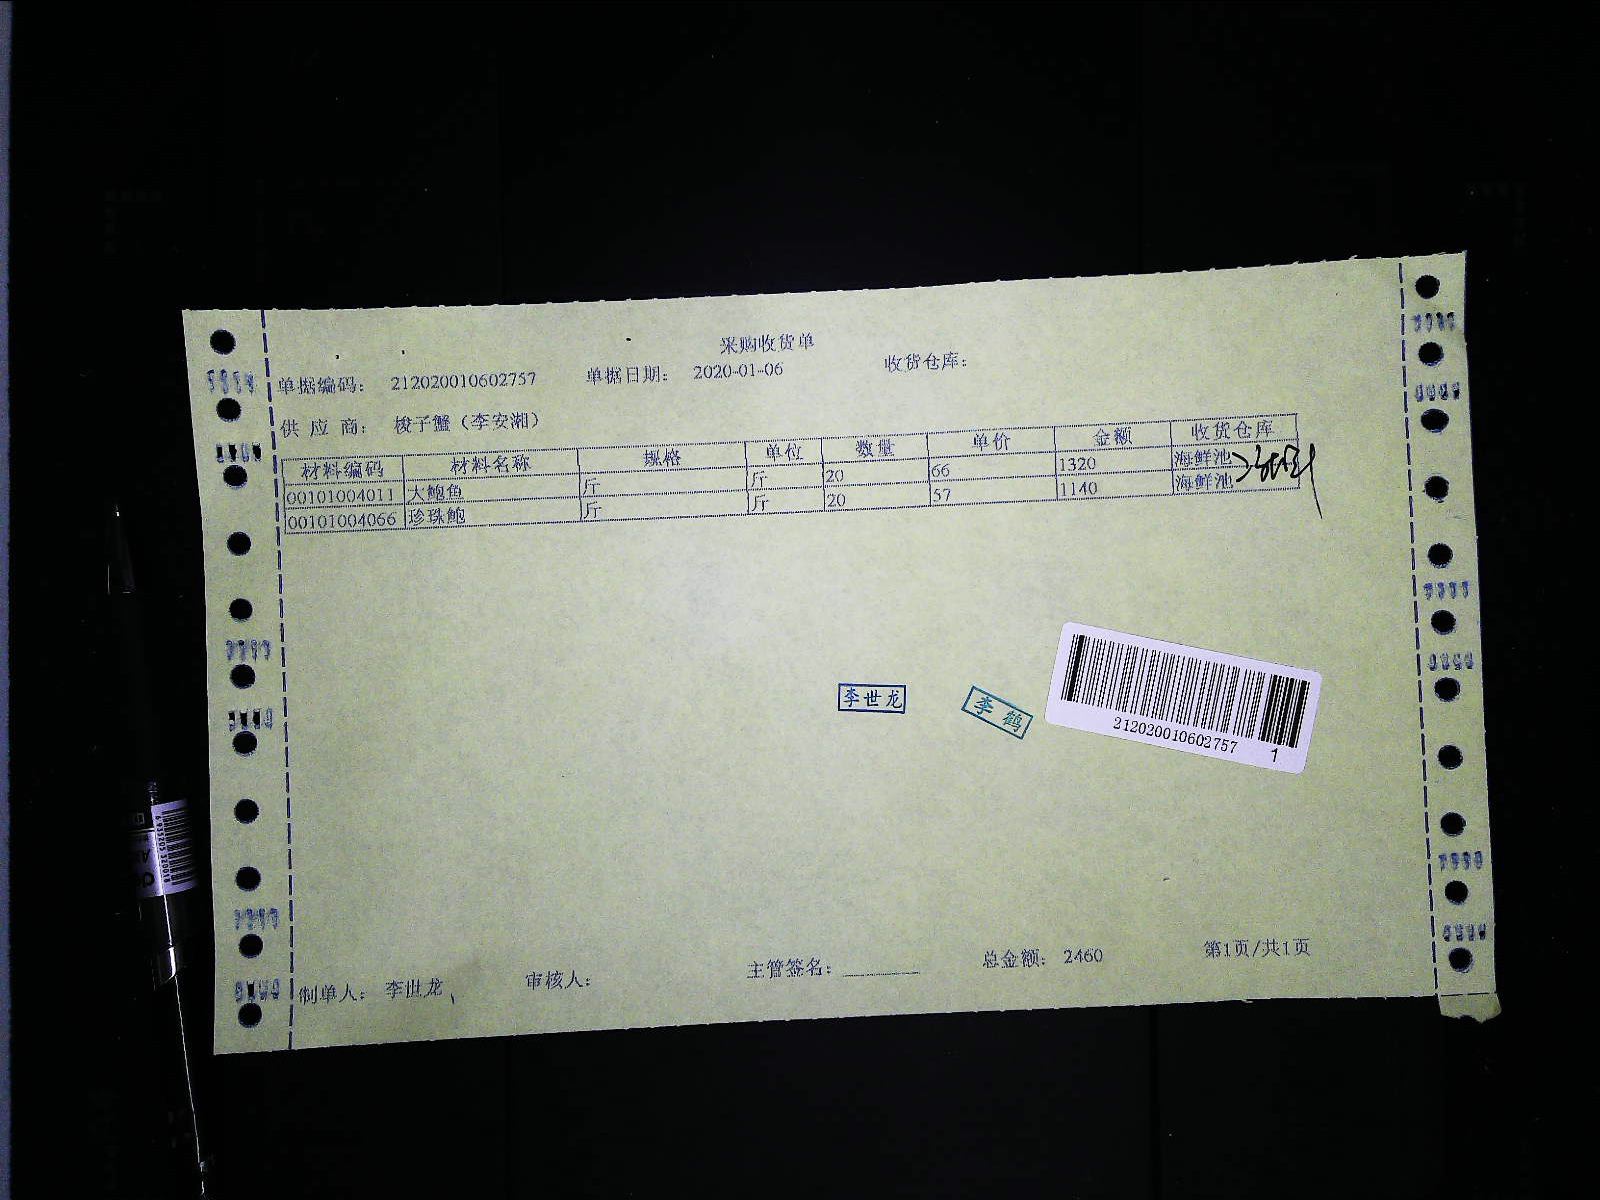 采购收货单
单据编码： 212020010602757 单据日期： 2020-01-06 收货仓库：
供 应 商： 梭子蟹（李安湘）
材料编码 材料名称 规格 单位 数量 单价 金额 收货仓库
00101004011 大鲍鱼 斤 斤 20 66 1320 海鲜池
00101004066 珍珠鲍 斤 斤 20 57 1140 海鲜池
李世龙 李鹤
212020010602757 1
制单人： 李世龙 审核人： 主管签名： 总金额： 2460 第1页/共1页